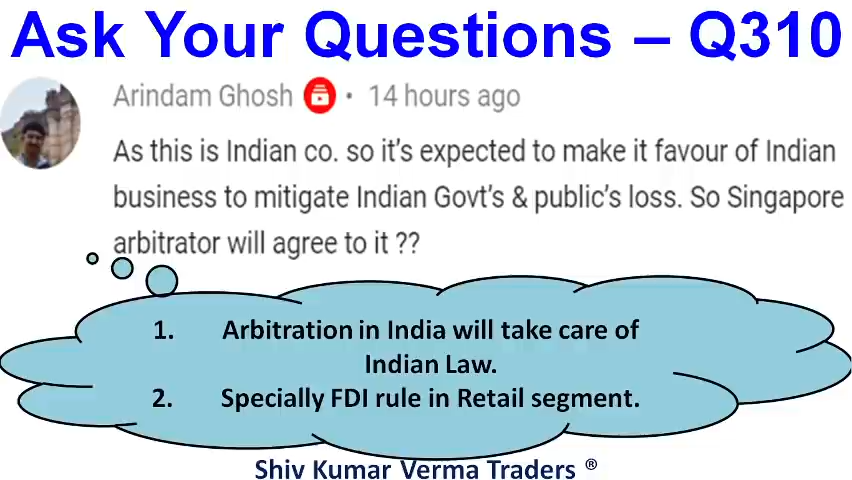 Ask Your Questions – Q310
Arindam Ghosh • 14 hours ago
As this is Indian co. so it's expected to make it favour of Indian
business to mitigate Indian Govt's & public's loss. So Singapore
arbitrator will agree to it ??
1. Arbitration in India will take care of
Indian Law.
2. Specially FDI rule in Retail segment.
Shiv Kumar Verma Traders ®